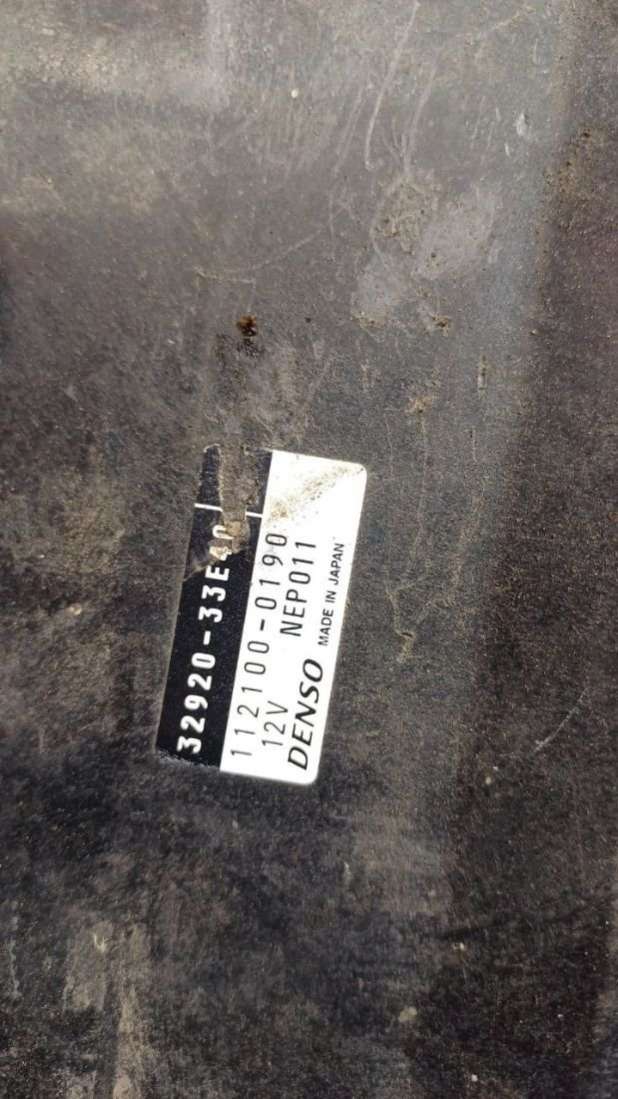 32920-33E40
112100-0190
12V NEP011
DENSO MADE IN JAPAN